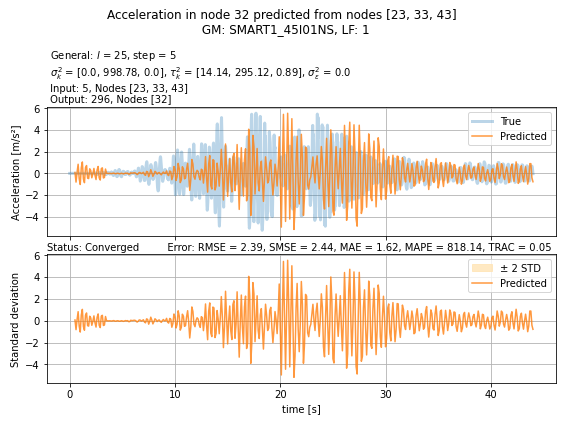 Acceleration in node 32 predicted from nodes [23, 33, 43]
GM: SMART1_45I01NS, LF: 1
General: l = 25, step = 5
σ²ₖ = [0.0, 998.78, 0.0], τ²ₖ = [14.14, 295.12, 0.89], σ²ε = 0.0
Input: 5, Nodes [23, 33, 43]
Output: 296, Nodes [32]
6
4
2
0
−2
−4
Acceleration [m/s²]
True
Predicted
Status: Converged Error: RMSE = 2.39, SMSE = 2.44, MAE = 1.62, MAPE = 818.14, TRAC = 0.05
6
4
2
0
−2
−4
Standard deviation
± 2 STD
Predicted
0 10 20 30 40
time [s]